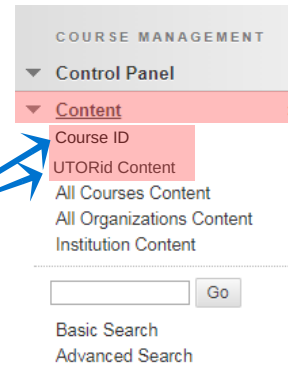 COURSE MANAGEMENT
Control Panel
Content
Course ID
UTORid Content
All Courses Content
All Organizations Content
Institution Content
Go
Basic Search
Advanced Search